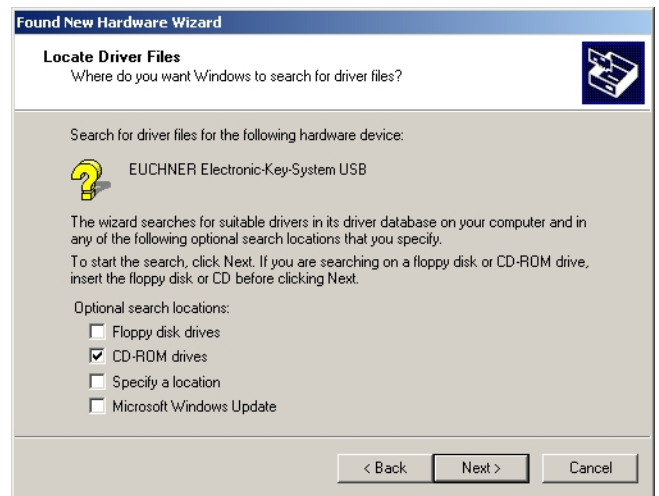 Found New Hardware Wizard
Locate Driver Files
Where do you want Windows to search for driver files?
Search for driver files for the following hardware device:
EUCHNER Electronic-Key-System USB
The wizard searches for suitable drivers in its driver database on your computer and in
any of the following optional search locations that you specify.
To start the search, click Next. If you are searching on a floppy disk or CD-ROM drive,
insert the floppy disk or CD before clicking Next.
Optional search locations:
Floppy disk drives
CD-ROM drives
Specify a location
Microsoft Windows Update
< Back
Next >
Cancel